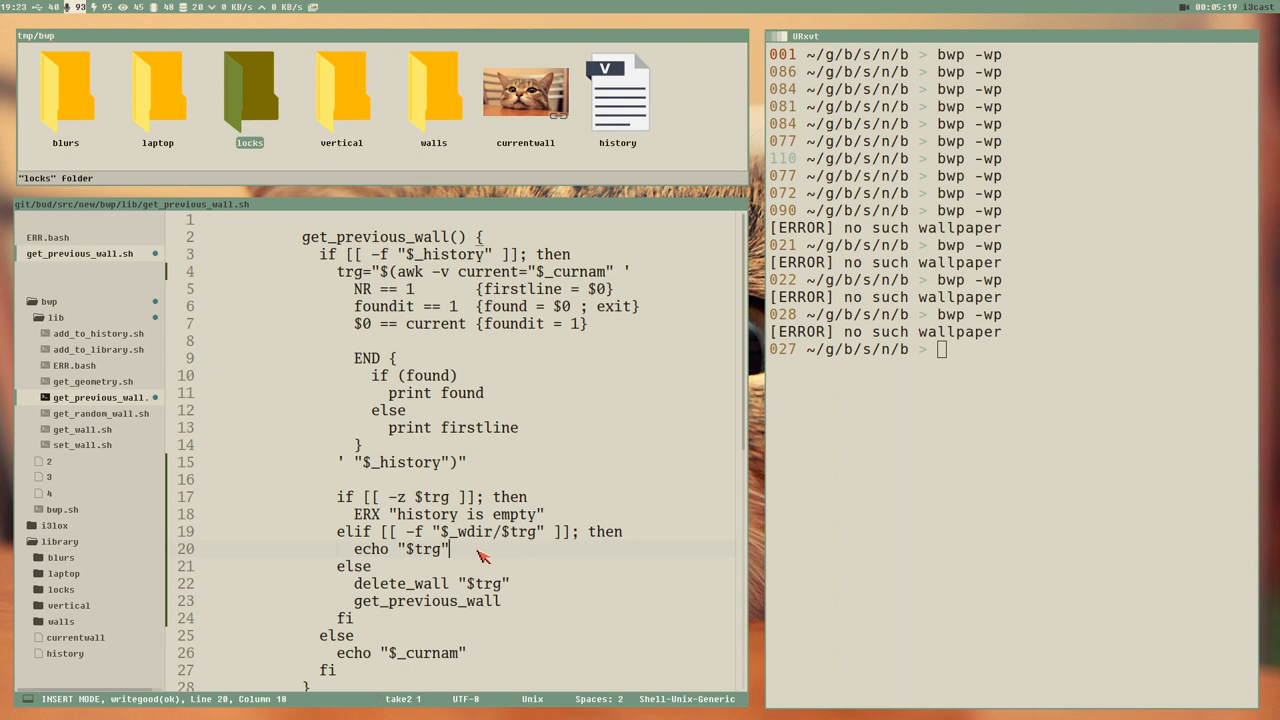 19:23 40 93 95 45 48 20 0 KB/s 0 KB/s 00:05:19 i3cast
tmp/bwp
V
blurs laptop locks vertical walls currentwall history
"locks" folder
git/bud/src/new/bwp/lib/get_previous_wall.sh
ERR.bash
get_previous_wall.sh
bwp
lib
add_to_history.sh
add_to_library.sh
ERR.bash
get_geometry.sh
get_previous_wall.
get_random_wall.sh
get_wall.sh
set_wall.sh
2
3
4
bwp.sh
i3lox
library
blurs
laptop
locks
vertical
walls
currentwall
history
1
2 get_previous_wall() {
3 if [[ -f "$_history" ]]; then
4 trg="$(awk -v current="$_curnam" '
5 NR == 1 {firstline = $0}
6 foundit == 1 {found = $0 ; exit}
7 $0 == current {foundit = 1}
8
9 END {
10 if (found)
11 print found
12 else
13 print firstline
14 }
15 ' "$_history")"
16
17 if [[ -z $trg ]]; then
18 ERX "history is empty"
19 elif [[ -f "$_wdir/$trg" ]]; then
20 echo "$trg"
21 else
22 delete_wall "$trg"
23 get_previous_wall
24 fi
25 else
26 echo "$_curnam"
27 fi
28 }
INSERT MODE, writegood(ok), Line 20, Column 18 take2 1 UTF-8 Unix Spaces: 2 Shell-Unix-Generic
URxvt
001 ~/g/b/s/n/b > bwp -wp
086 ~/g/b/s/n/b > bwp -wp
084 ~/g/b/s/n/b > bwp -wp
081 ~/g/b/s/n/b > bwp -wp
084 ~/g/b/s/n/b > bwp -wp
077 ~/g/b/s/n/b > bwp -wp
110 ~/g/b/s/n/b > bwp -wp
077 ~/g/b/s/n/b > bwp -wp
072 ~/g/b/s/n/b > bwp -wp
090 ~/g/b/s/n/b > bwp -wp
[ERROR] no such wallpaper
021 ~/g/b/s/n/b > bwp -wp
[ERROR] no such wallpaper
022 ~/g/b/s/n/b > bwp -wp
[ERROR] no such wallpaper
028 ~/g/b/s/n/b > bwp -wp
[ERROR] no such wallpaper
027 ~/g/b/s/n/b >